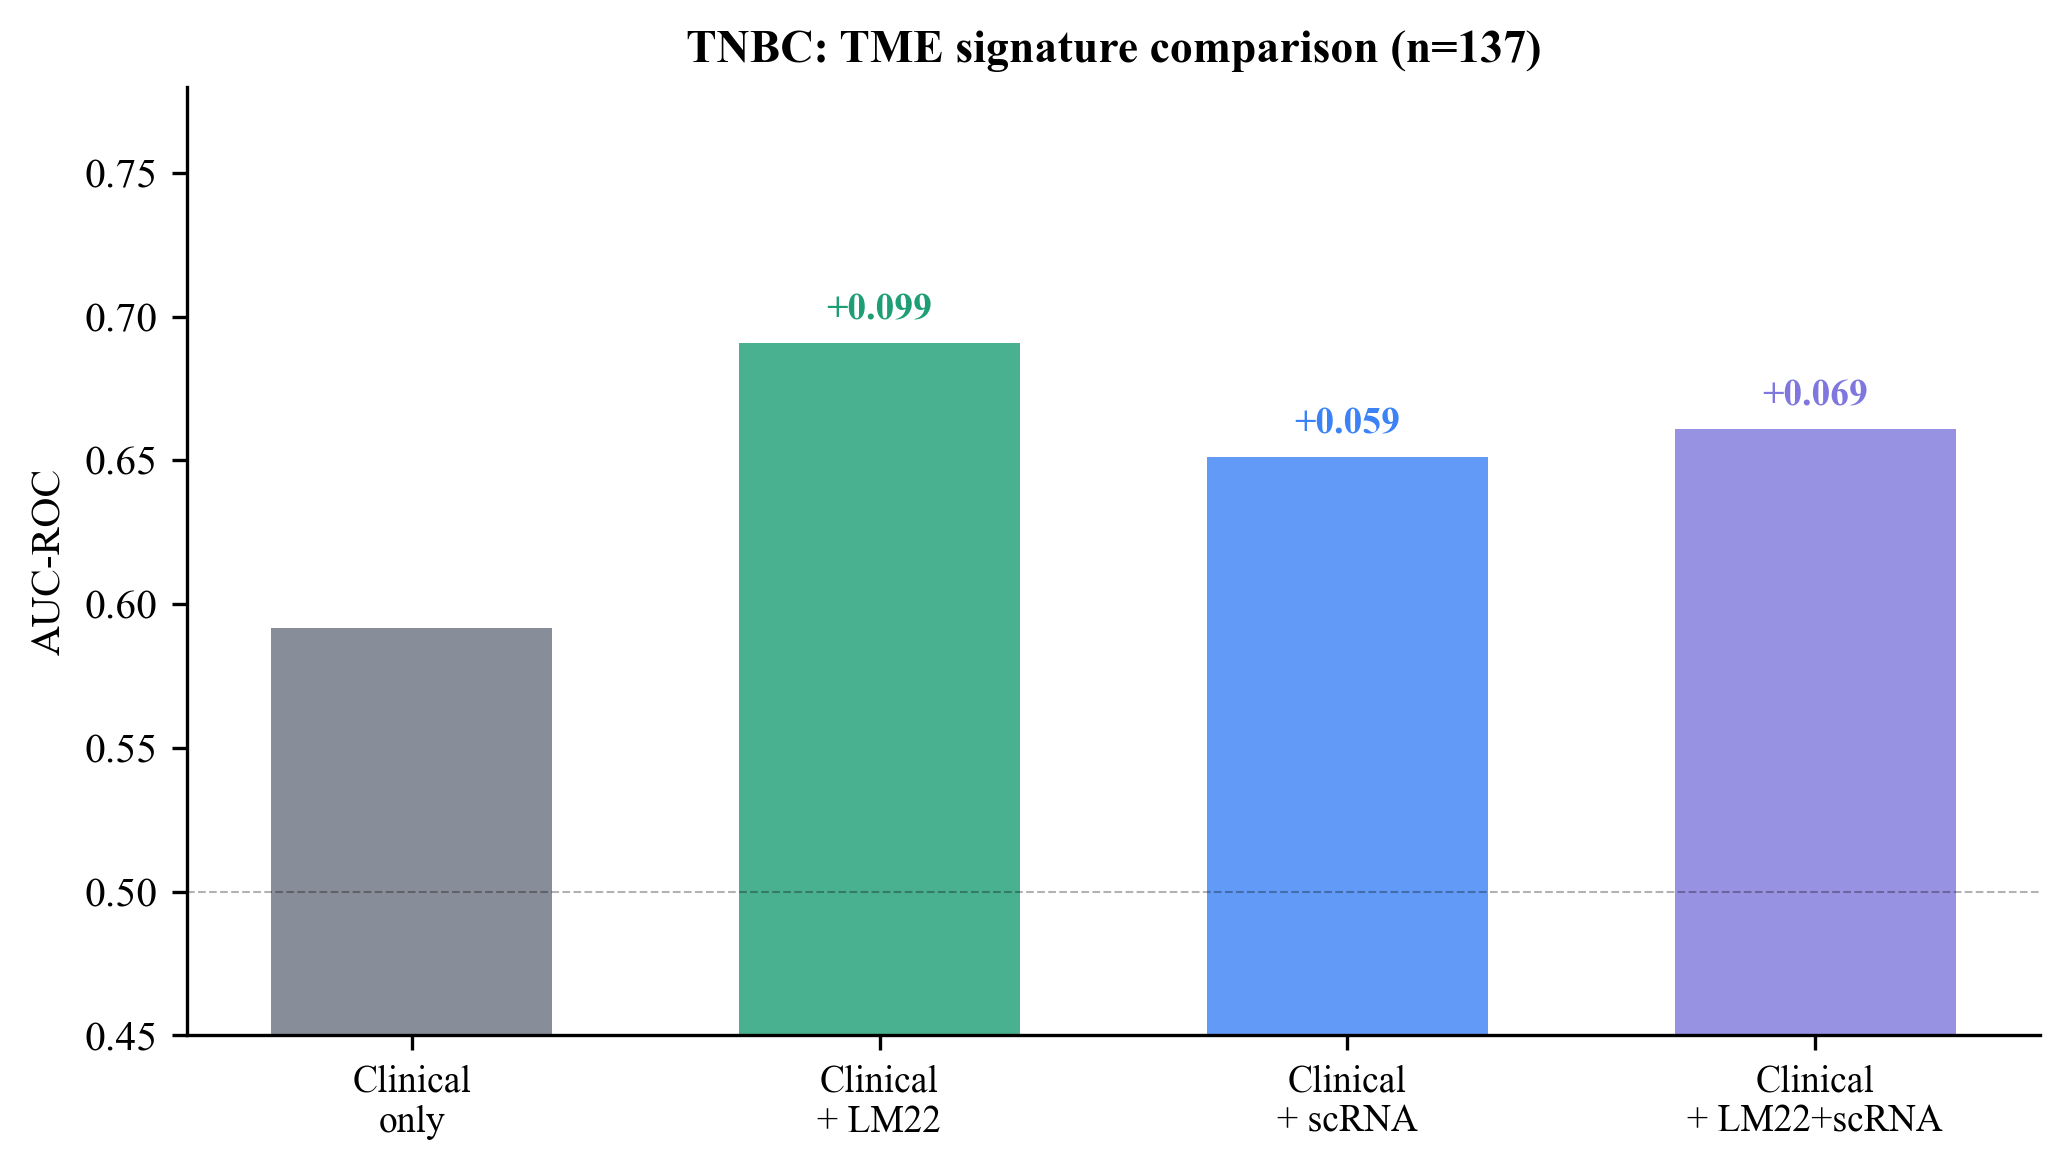 TNBC: TME signature comparison (n=137)
AUC-ROC
0.75
0.70
0.65
0.60
0.55
0.50
0.45
+0.099
+0.059
+0.069
Clinical
only
Clinical
+ LM22
Clinical
+ scRNA
Clinical
+ LM22+scRNA